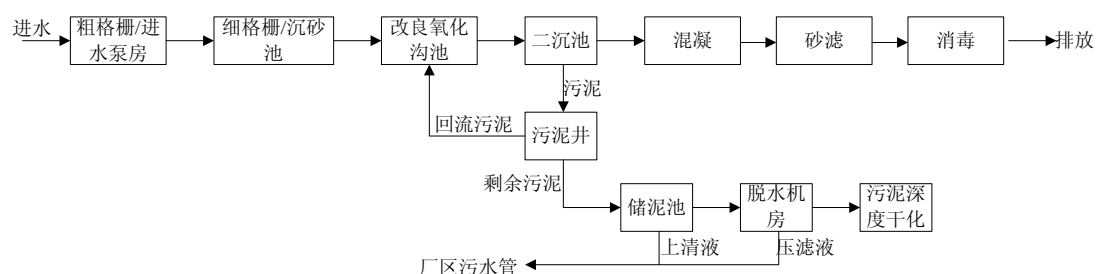 进水
粗格栅/进
水泵房
细格栅/沉砂
池
改良氧化
沟池
二沉池
混凝
砂滤
消毒
排放
污泥
回流污泥
污泥井
剩余污泥
储泥池
脱水机
房
污泥深
度干化
上清液
压滤液
厂区污水管